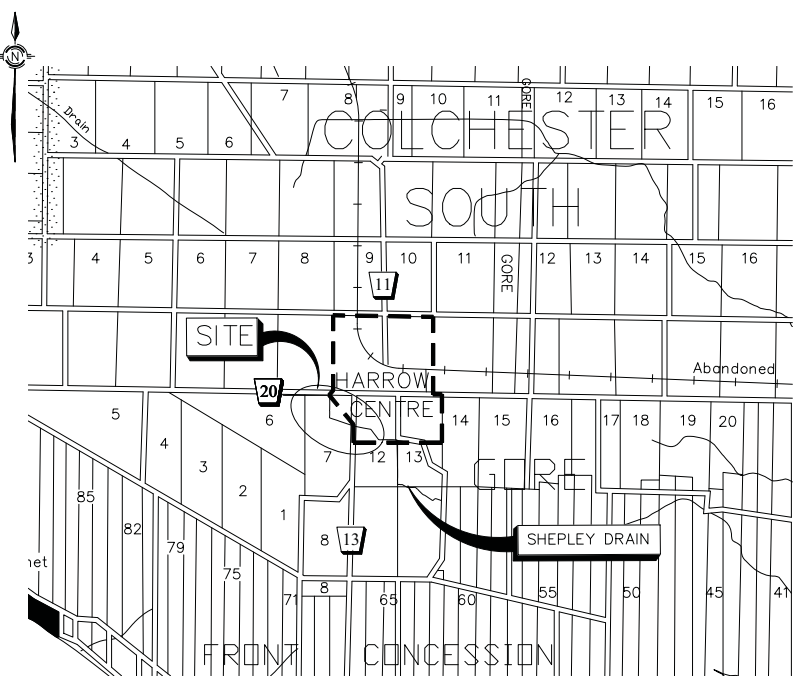 N
7 8 9 10 11 GORE 12 13 14 15 16
Drain
COLCHESTER
3 4 5 6
SOUTH
3 4 5 6 7 8 9 10 11 GORE 12 13 14 15 16
11
SITE
Abandoned
HARROW
20
CENTRE
5 6 14 15 16 17 18 19 20
4 3 7 12 13
GORE
85 2
82 1
SHEPLEY DRAIN
79 8 13
net 75
8
71 65 60 55 50 45 41
FRONT CONCESSION